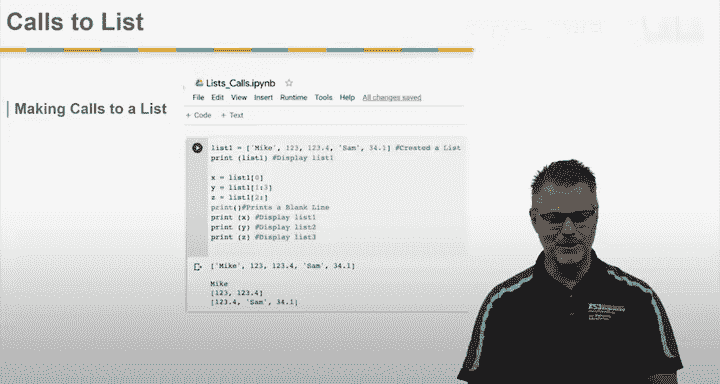 Calls to List
Making Calls to a List
Lists_Calls.ipynb
File Edit View Insert Runtime Tools Help All changes saved
+ Code + Text
list1 = ['Mike', 123, 123.4, 'Sam', 34.1] #Created a List
print (list1) #Display list1
x = list1[0]
y = list1[1:3]
z = list1[2:]
print()#Prints a Blank Line
print (x) #Display list1
print (y) #Display list2
print (z) #Display list3
['Mike', 123, 123.4, 'Sam', 34.1]
Mike
[123, 123.4]
[123.4, 'Sam', 34.1]